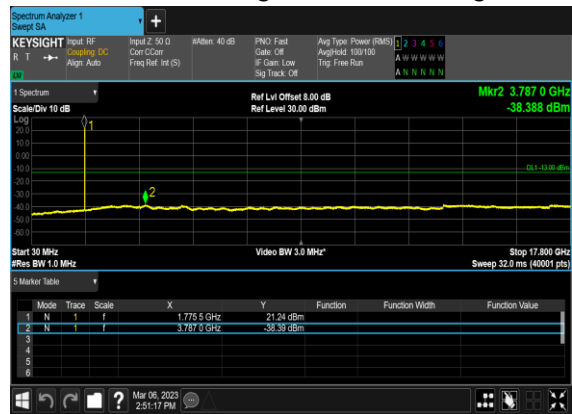 Spectrum Analyzer 1
Swept SA
KEYSIGHT Input: RF Input Z: 50 Ω #Atten: 40 dB PNO: Fast Avg Type: Power (RMS) 1 2 3 4 5 6
R T Coupling: DC Corr CCorr Gate: Off Avg|Hold: 100/100 A W W W W W
Align: Auto Freq Ref: Int (S) IF Gain: Low Trig: Free Run
LW Sig Track: Off A N N N N N
1 Spectrum Ref Lvl Offset 8.00 dB Mkr2 3.787 0 GHz
Scale/Div 10 dB Ref Level 30.00 dBm -38.388 dBm
Log
1
20.0
10.0
0.00
-10.0 DL1 -13.00 dBm
-20.0
-30.0 2
-40.0
-50.0
-60.0
Start 30 MHz Video BW 3.0 MHz* Stop 17.800 GHz
#Res BW 1.0 MHz Sweep 32.0 ms (40001 pts)
5 Marker Table
Mode Trace Scale X Y Function Function Width Function Value
1 N 1 f 1.775 5 GHz 21.24 dBm
2 N 1 f 3.787 0 GHz -38.39 dBm
3
4
5
6
? Mar 06, 2023
2:51:17 PM